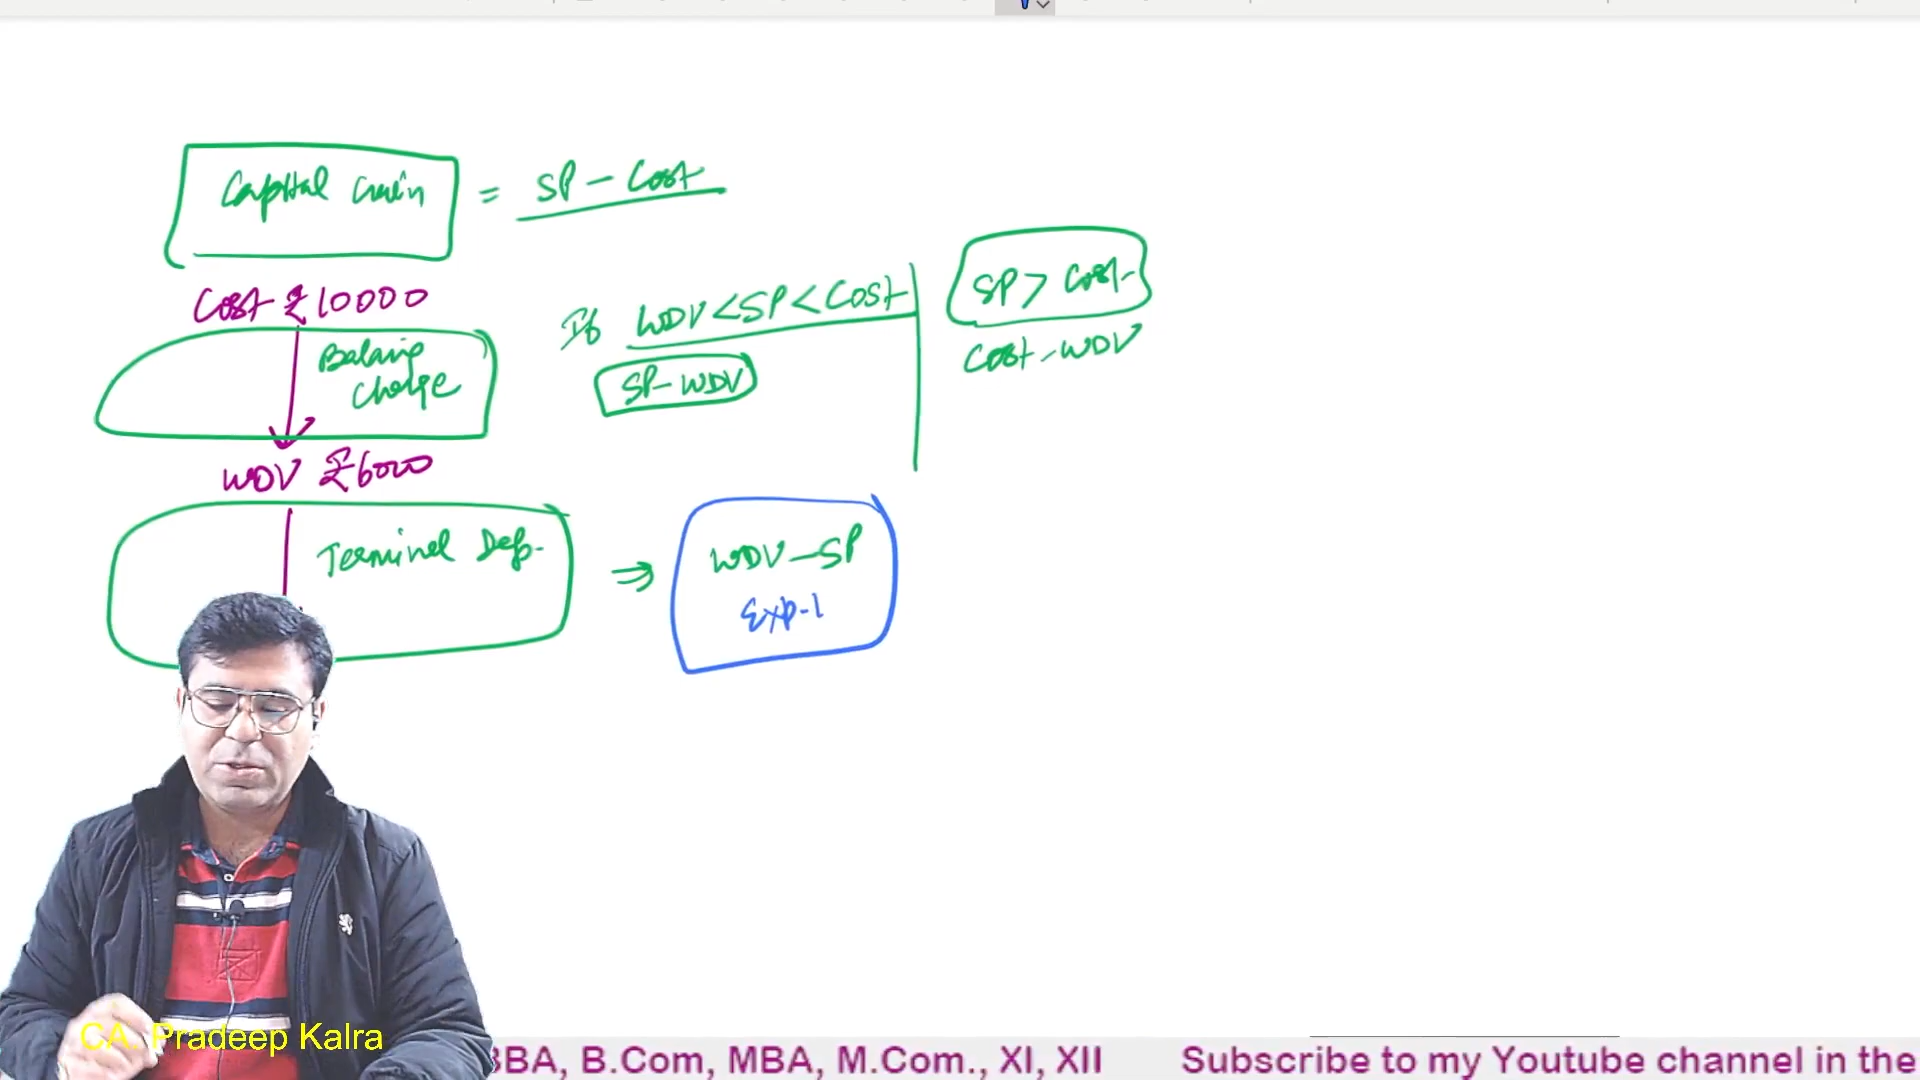 Capital Gain = SP - Cost
Cost ₹10000
Balancing
Charge
If WDV<SP<Cost
SP-WDV
SP> Cost
Cost-WDV
WDV ₹6000
Terminal Dep.
⇒
WDV-SP
Exp-1
CA. Pradeep Kalra
BBA, B.Com, MBA, M.Com., XI, XII Subscribe to my Youtube channel in the